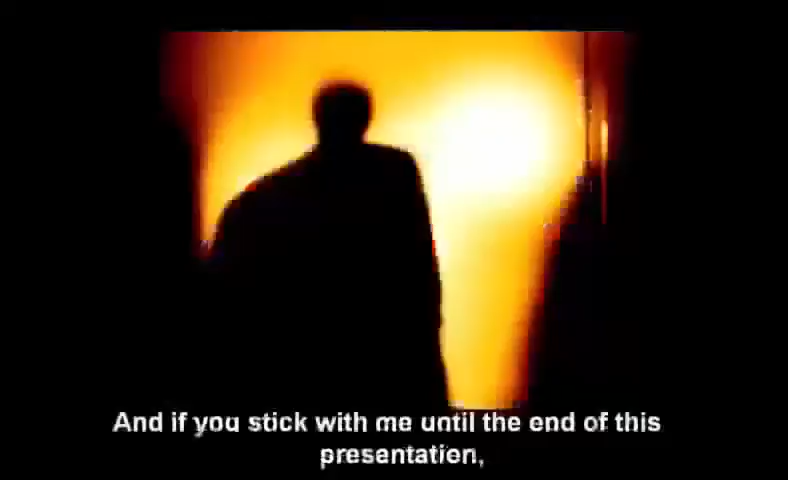 And if you stick with me until the end of this
presentation,